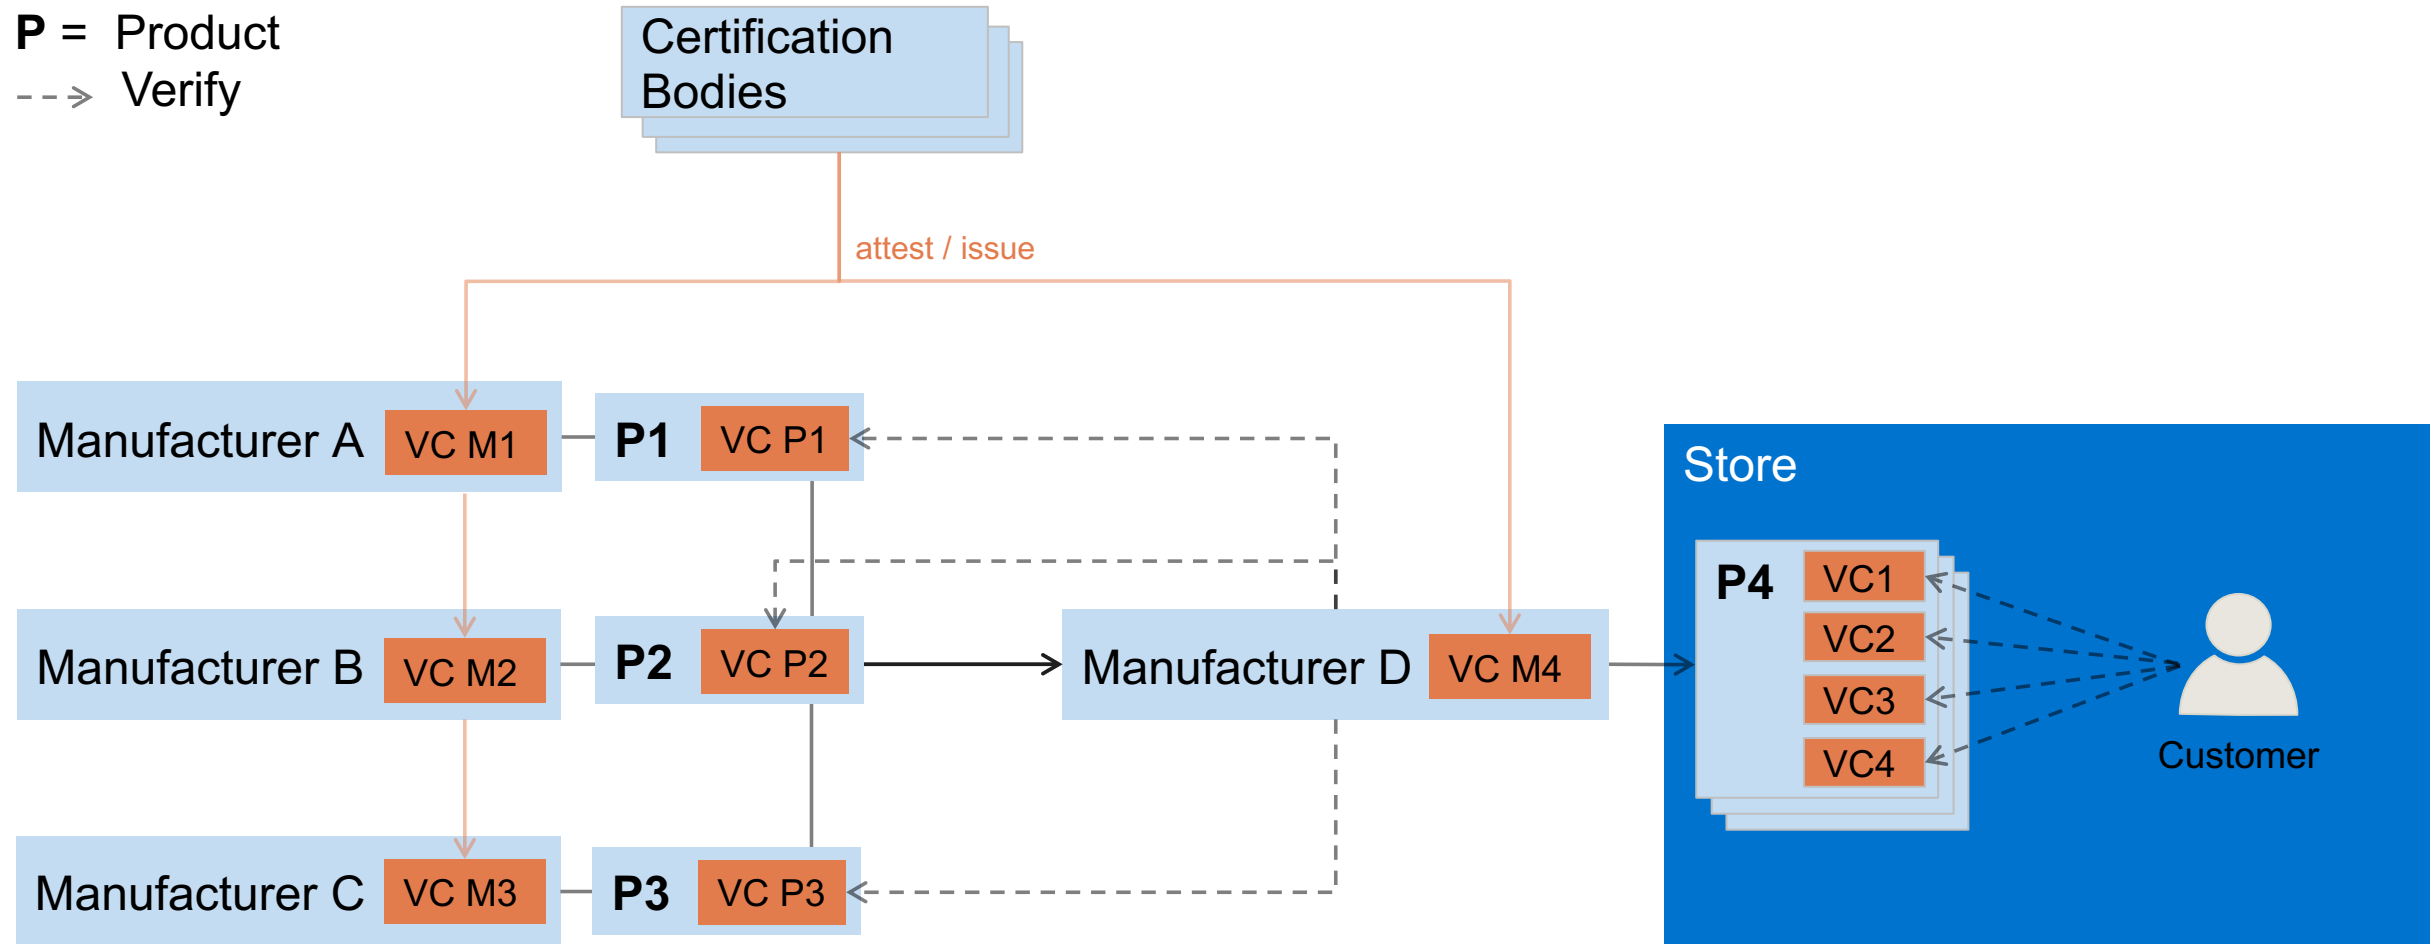 P = Product
Verify
Certification
Bodies
attest / issue
Manufacturer A
VC M1
P1
VC P1
Manufacturer B
VC M2
P2
VC P2
Manufacturer C
VC M3
P3
VC P3
Manufacturer D
VC M4
Store
P4
VC1
VC2
VC3
VC4
Customer